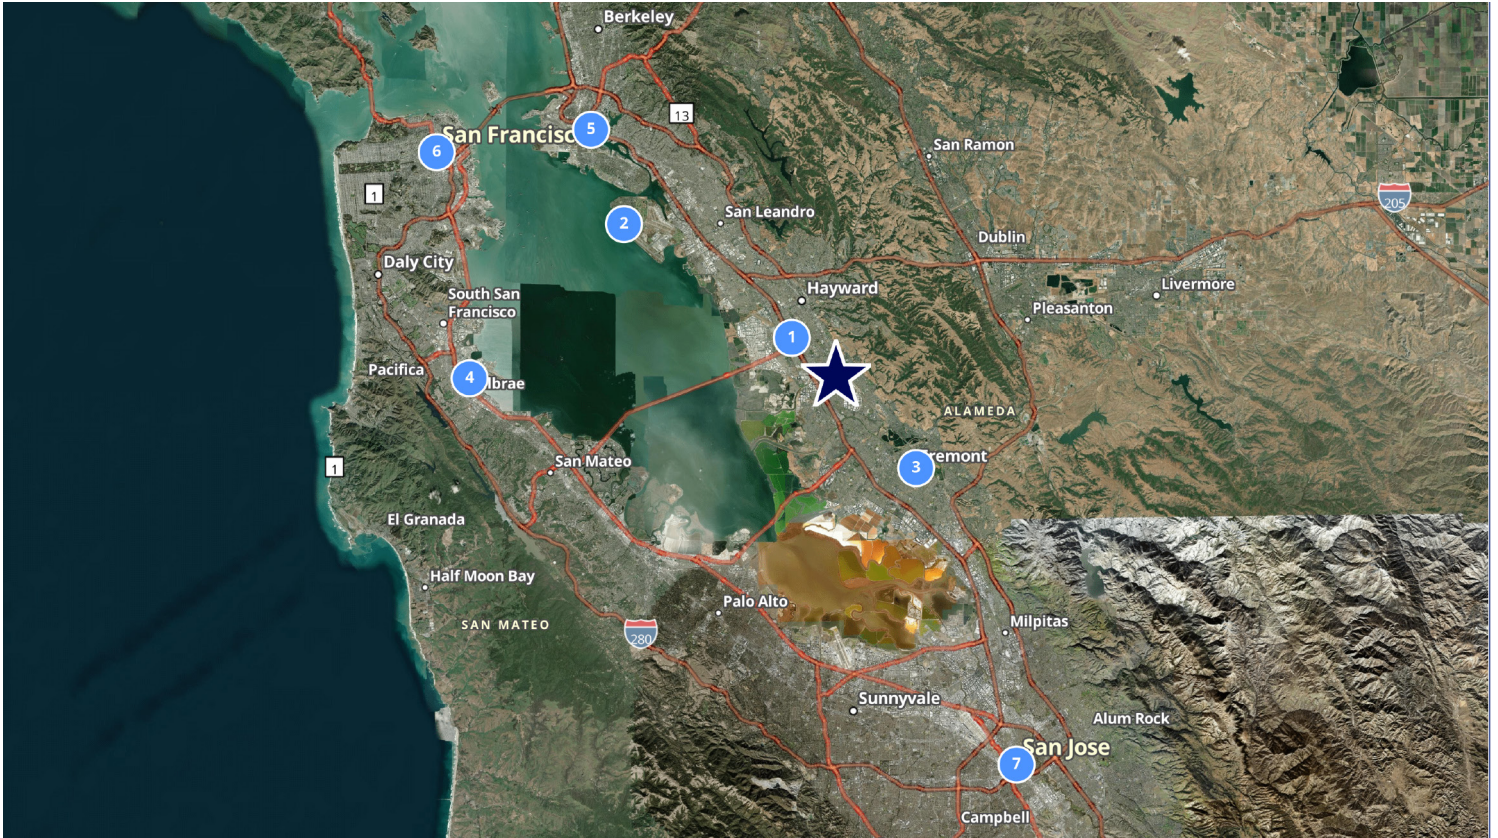 Berkeley
13
San Francisc
5
6
San Ramon
1
205
San Leandro
2
Dublin
Daly City
Hayward
Livermore
South San
Francisco
Pleasanton
1
Pacifica
4
lbrae
ALAMEDA
San Mateo
3
remont
1
El Granada
Half Moon Bay
Palo Alto
SAN MATEO
280
Milpitas
Sunnyvale
Alum Rock
San Jose
7
Campbell